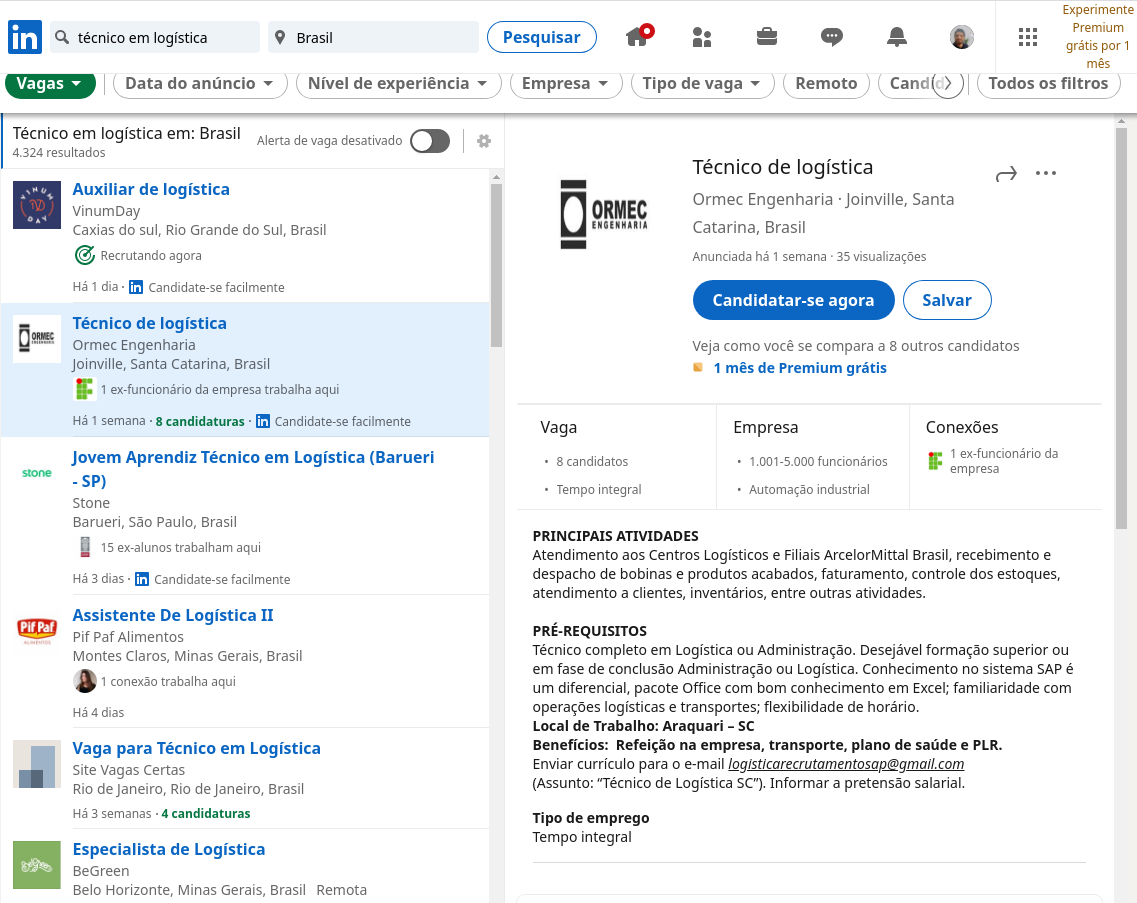 in
técnico em logística
Brasil
Pesquisar
Experimente
Premium
grátis por 1
mês
Vagas
Data do anúncio
Nível de experiência
Empresa
Tipo de vaga
Remoto
Candid
Todos os filtros
Técnico em logística em: Brasil
4.324 resultados
Alerta de vaga desativado
VINUM
DAY
Auxiliar de logística
VinumDay
Caxias do sul, Rio Grande do Sul, Brasil
Recrutando agora
Há 1 dia · in Candidate-se facilmente
ORMEC
ENGENHARIA
Técnico de logística
Ormec Engenharia
Joinville, Santa Catarina, Brasil
1 ex-funcionário da empresa trabalha aqui
Há 1 semana · 8 candidaturas · in Candidate-se facilmente
stone
Jovem Aprendiz Técnico em Logística (Barueri
- SP)
Stone
Barueri, São Paulo, Brasil
15 ex-alunos trabalham aqui
Há 3 dias · in Candidate-se facilmente
Pif Paf
ALIMENTOS
Assistente De Logística II
Pif Paf Alimentos
Montes Claros, Minas Gerais, Brasil
1 conexão trabalha aqui
Há 4 dias
Vaga para Técnico em Logística
Site Vagas Certas
Rio de Janeiro, Rio de Janeiro, Brasil
Há 3 semanas · 4 candidaturas
Especialista de Logística
BeGreen
Belo Horizonte, Minas Gerais, Brasil Remota
ORMEC
ENGENHARIA
Técnico de logística
Ormec Engenharia · Joinville, Santa
Catarina, Brasil
Anunciada há 1 semana · 35 visualizações
Candidatar-se agora
Salvar
Veja como você se compara a 8 outros candidatos
1 mês de Premium grátis
Vaga
• 8 candidatos
• Tempo integral
Empresa
• 1.001-5.000 funcionários
• Automação industrial
Conexões
1 ex-funcionário da
empresa
PRINCIPAIS ATIVIDADES
Atendimento aos Centros Logísticos e Filiais ArcelorMittal Brasil, recebimento e
despacho de bobinas e produtos acabados, faturamento, controle dos estoques,
atendimento a clientes, inventários, entre outras atividades.
PRÉ-REQUISITOS
Técnico completo em Logística ou Administração. Desejável formação superior ou
em fase de conclusão Administração ou Logística. Conhecimento no sistema SAP é
um diferencial, pacote Office com bom conhecimento em Excel; familiaridade com
operações logísticas e transportes; flexibilidade de horário.
Local de Trabalho: Araquari – SC
Benefícios: Refeição na empresa, transporte, plano de saúde e PLR.
Enviar currículo para o e-mail logisticarecrutamentosap@gmail.com
(Assunto: “Técnico de Logística SC”). Informar a pretensão salarial.
Tipo de emprego
Tempo integral